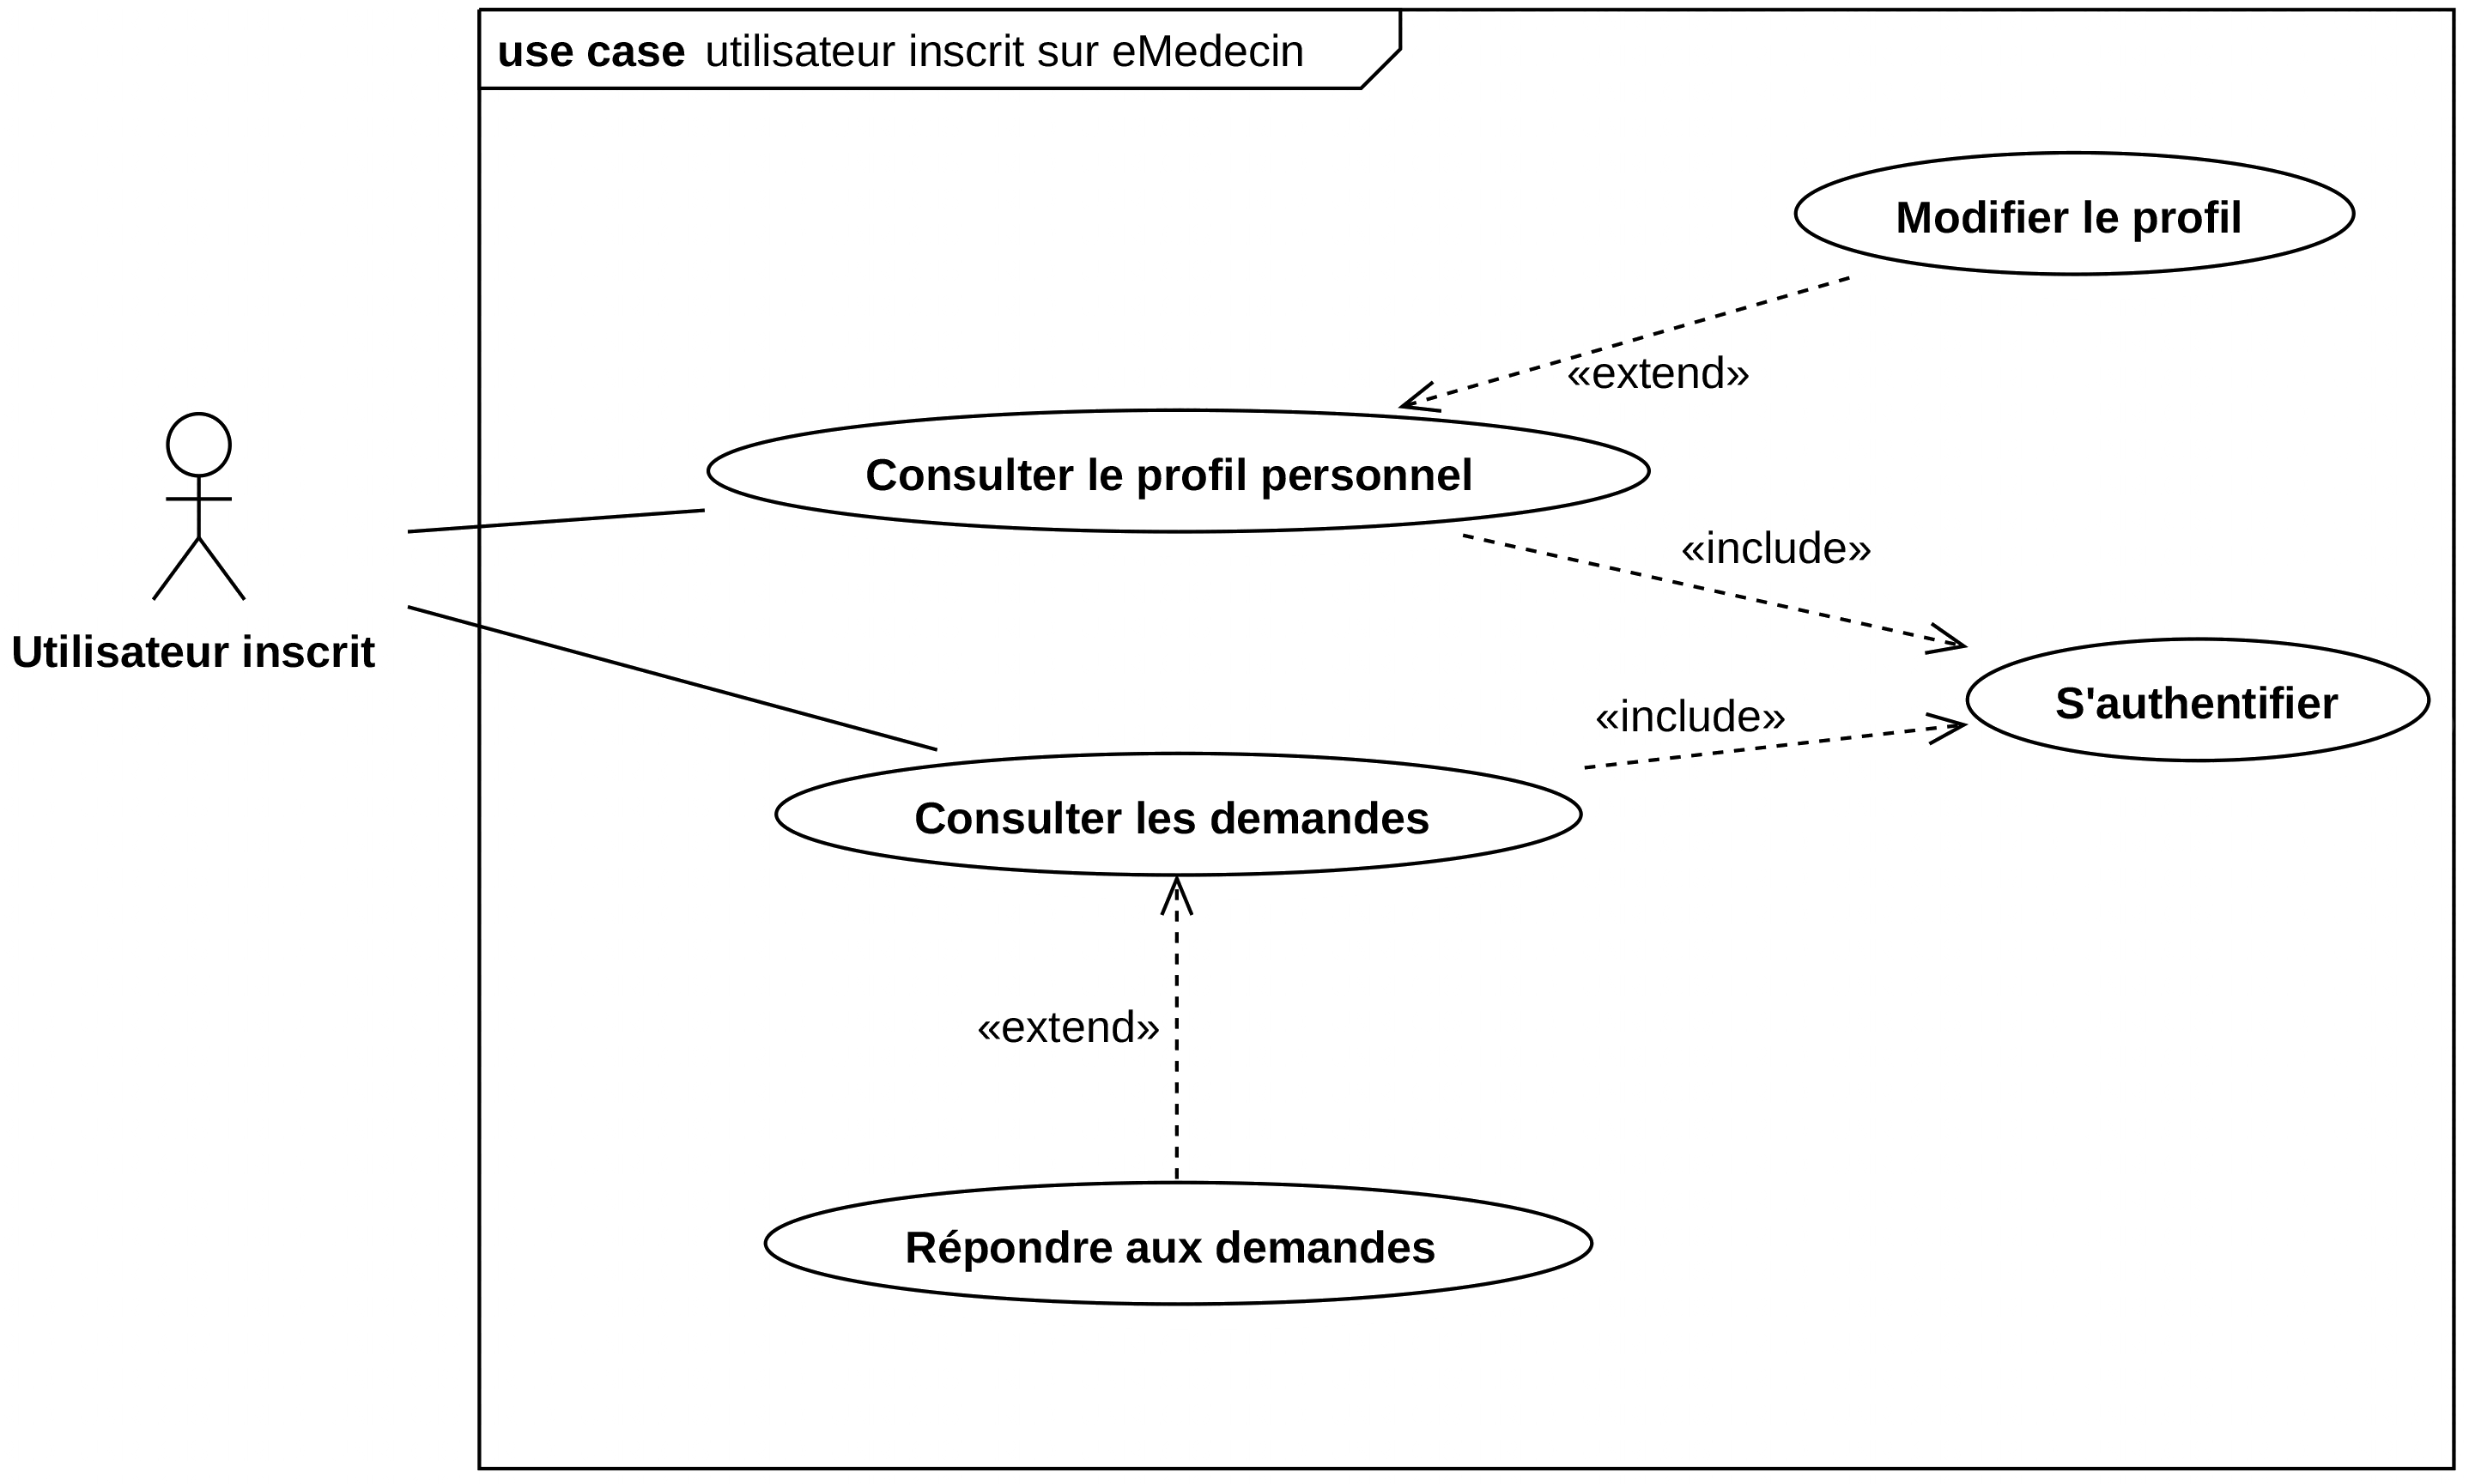 use case utilisateur inscrit sur eMedecin
Modifier le profil
«extend»
Consulter le profil personnel
«include»
Utilisateur inscrit
S'authentifier
«include»
Consulter les demandes
«extend»
Répondre aux demandes